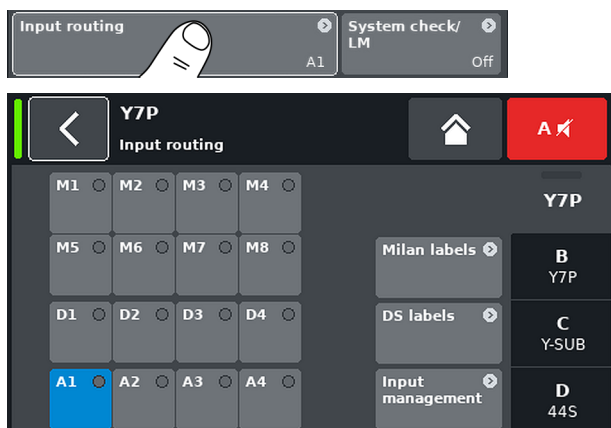 Input routing
A1
System check/
LM
Off
Y7P
Input routing
A
M1 M2 M3 M4
Y7P
M5 M6 M7 M8
Milan labels
B
Y7P
D1 D2 D3 D4
DS labels
C
Y-SUB
A1 A2 A3 A4
Input
management
D
44S